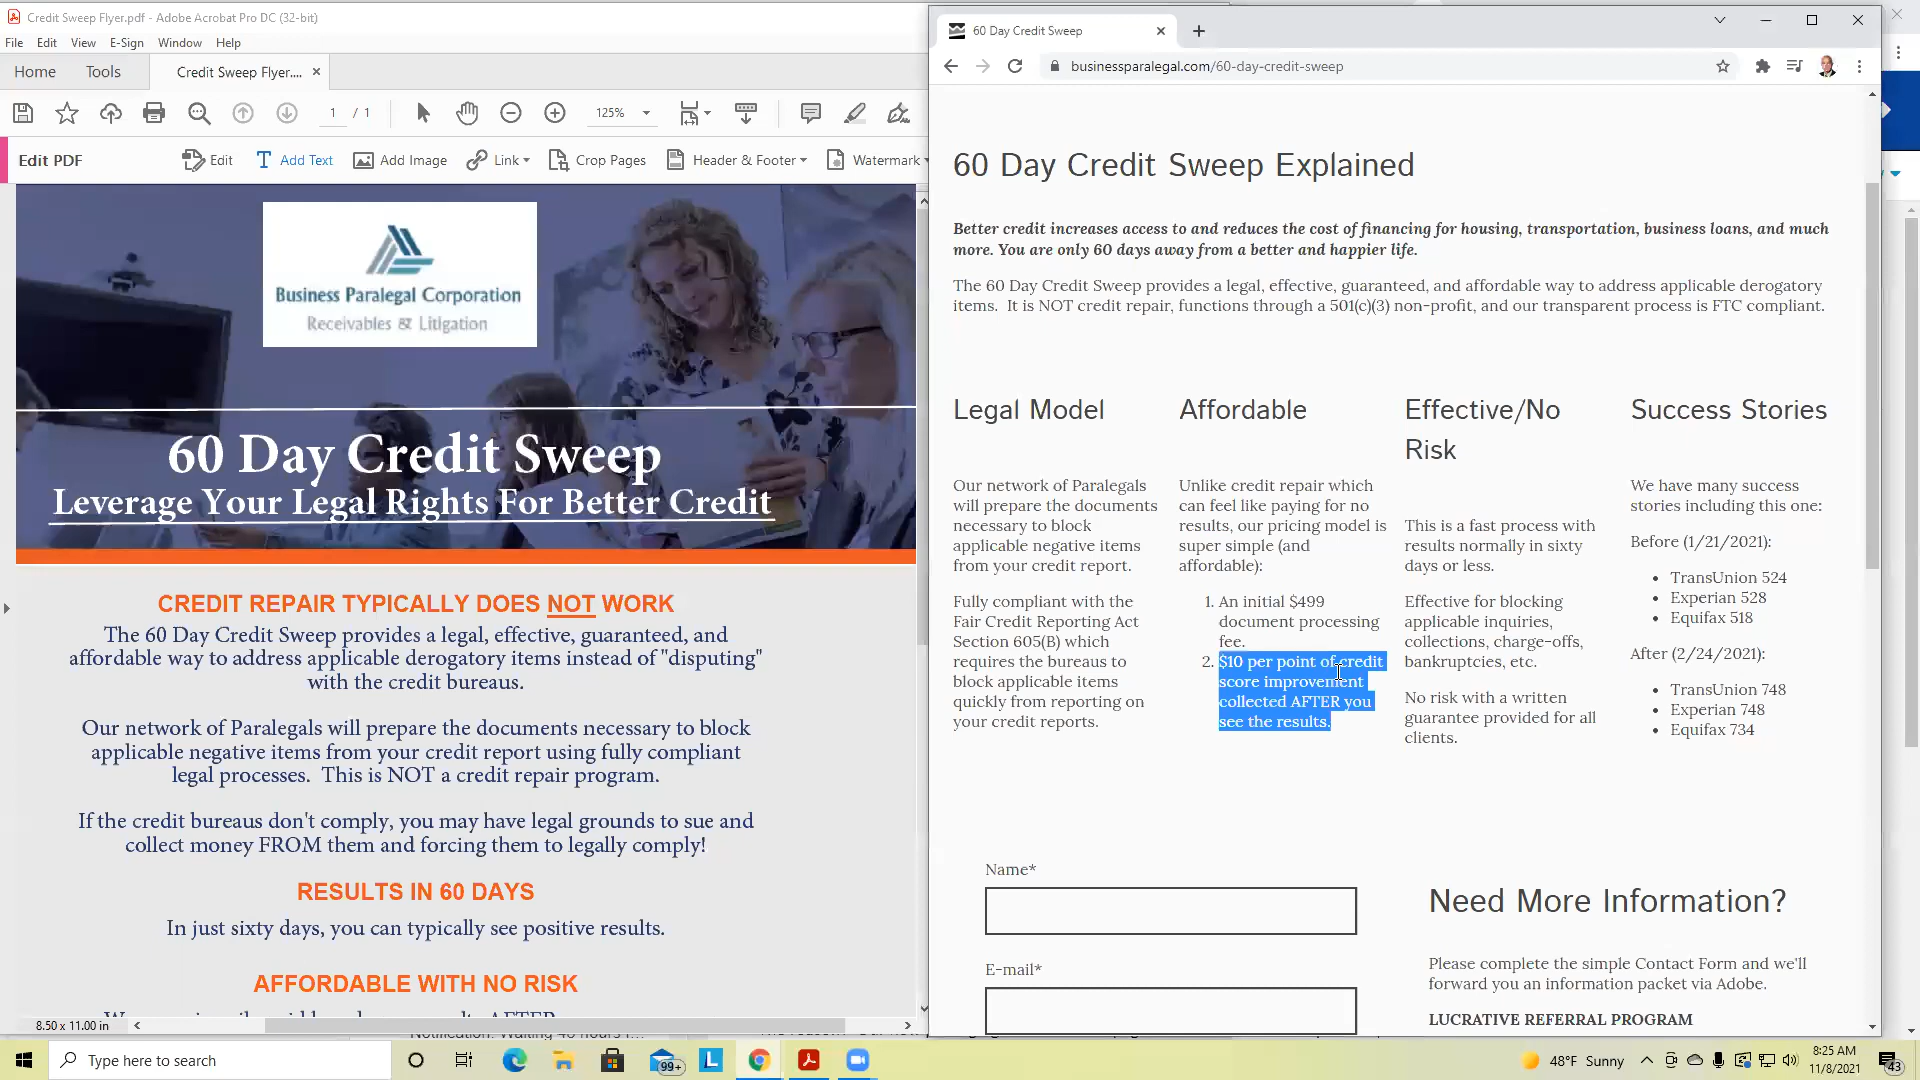 Credit Sweep Flyer.pdf - Adobe Acrobat Pro DC (32-bit)
File Edit View E-Sign Window Help
Home Tools Credit Sweep Flyer....
1 / 1 125%
Edit PDF Edit Add Text Add Image Link Crop Pages Header & Footer Watermark
Business Paralegal Corporation
Receivables & Litigation
60 Day Credit Sweep
Leverage Your Legal Rights For Better Credit
CREDIT REPAIR TYPICALLY DOES NOT WORK
The 60 Day Credit Sweep provides a legal, effective, guaranteed, and
affordable way to address applicable derogatory items instead of "disputing"
with the credit bureaus.
Our network of Paralegals will prepare the documents necessary to block
applicable negative items from your credit report using fully compliant
legal processes. This is NOT a credit repair program.
If the credit bureaus don't comply, you may have legal grounds to sue and
collect money FROM them and forcing them to legally comply!
RESULTS IN 60 DAYS
In just sixty days, you can typically see positive results.
AFFORDABLE WITH NO RISK
8.50 x 11.00 in
60 Day Credit Sweep
businessparalegal.com/60-day-credit-sweep
60 Day Credit Sweep Explained
Better credit increases access to and reduces the cost of financing for housing, transportation, business loans, and much
more. You are only 60 days away from a better and happier life.
The 60 Day Credit Sweep provides a legal, effective, guaranteed, and affordable way to address applicable derogatory
items. It is NOT credit repair, functions through a 501(c)(3) non-profit, and our transparent process is FTC compliant.
Legal Model
Our network of Paralegals
will prepare the documents
necessary to block
applicable negative items
from your credit report.
Fully compliant with the
Fair Credit Reporting Act
Section 605(B) which
requires the bureaus to
block applicable items
quickly from reporting on
your credit reports.
Affordable
Unlike credit repair which
can feel like paying for no
results, our pricing model is
super simple (and
affordable):
1. An initial $499
document processing
fee.
2. $10 per point of credit
score improvement
collected AFTER you
see the results.
Effective/No
Risk
This is a fast process with
results normally in sixty
days or less.
Effective for blocking
applicable inquiries,
collections, charge-offs,
bankruptcies, etc.
No risk with a written
guarantee provided for all
clients.
Success Stories
We have many success
stories including this one:
Before (1/21/2021):
• TransUnion 524
• Experian 528
• Equifax 518
After (2/24/2021):
• TransUnion 748
• Experian 748
• Equifax 734
Name*
E-mail*
Need More Information?
Please complete the simple Contact Form and we'll
forward you an information packet via Adobe.
LUCRATIVE REFERRAL PROGRAM
Type here to search
99+
L
48°F Sunny
8:25 AM
11/8/2021
43